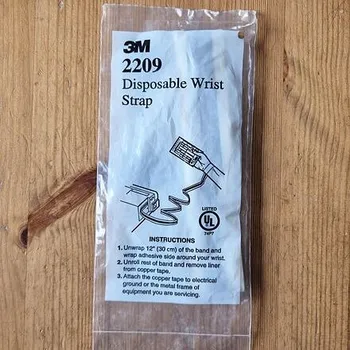 3M
2209
Disposable Wrist
Strap
LISTED
UL
INSTRUCTIONS
1. Unwrap 12" (30 cm) of the band and
wrap adhesive side around your wrist.
2. Unroll rest of band and remove liner
from copper tape.
3. Attach the copper tape to electrical
ground or the metal frame of
equipment you are servicing.